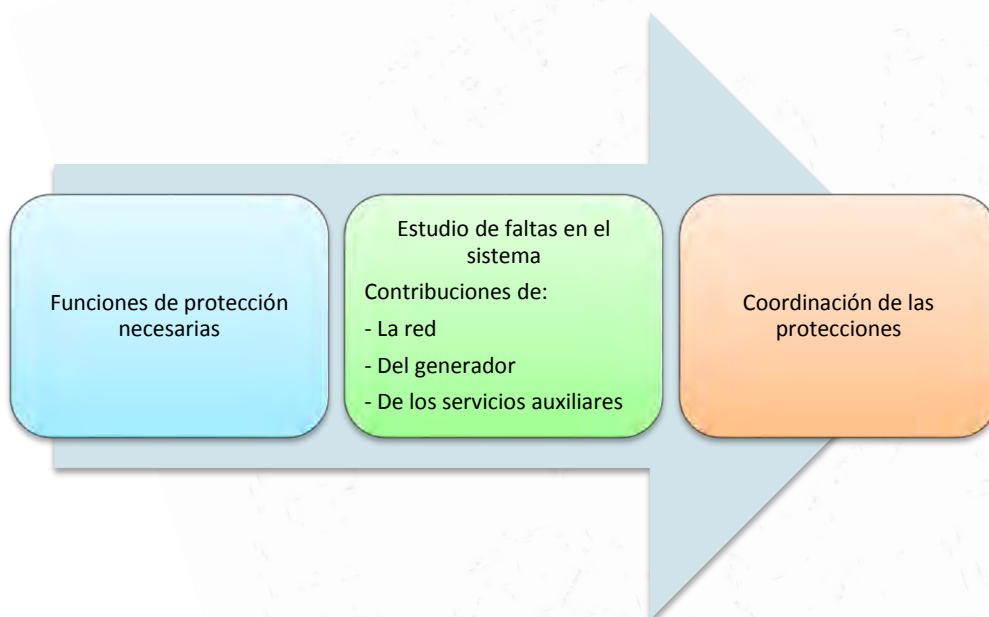 Funciones de protección
necesarias
Estudio de faltas en el
sistema
Contribuciones de:
- La red
- Del generador
- De los servicios auxiliares
Coordinación de las
protecciones